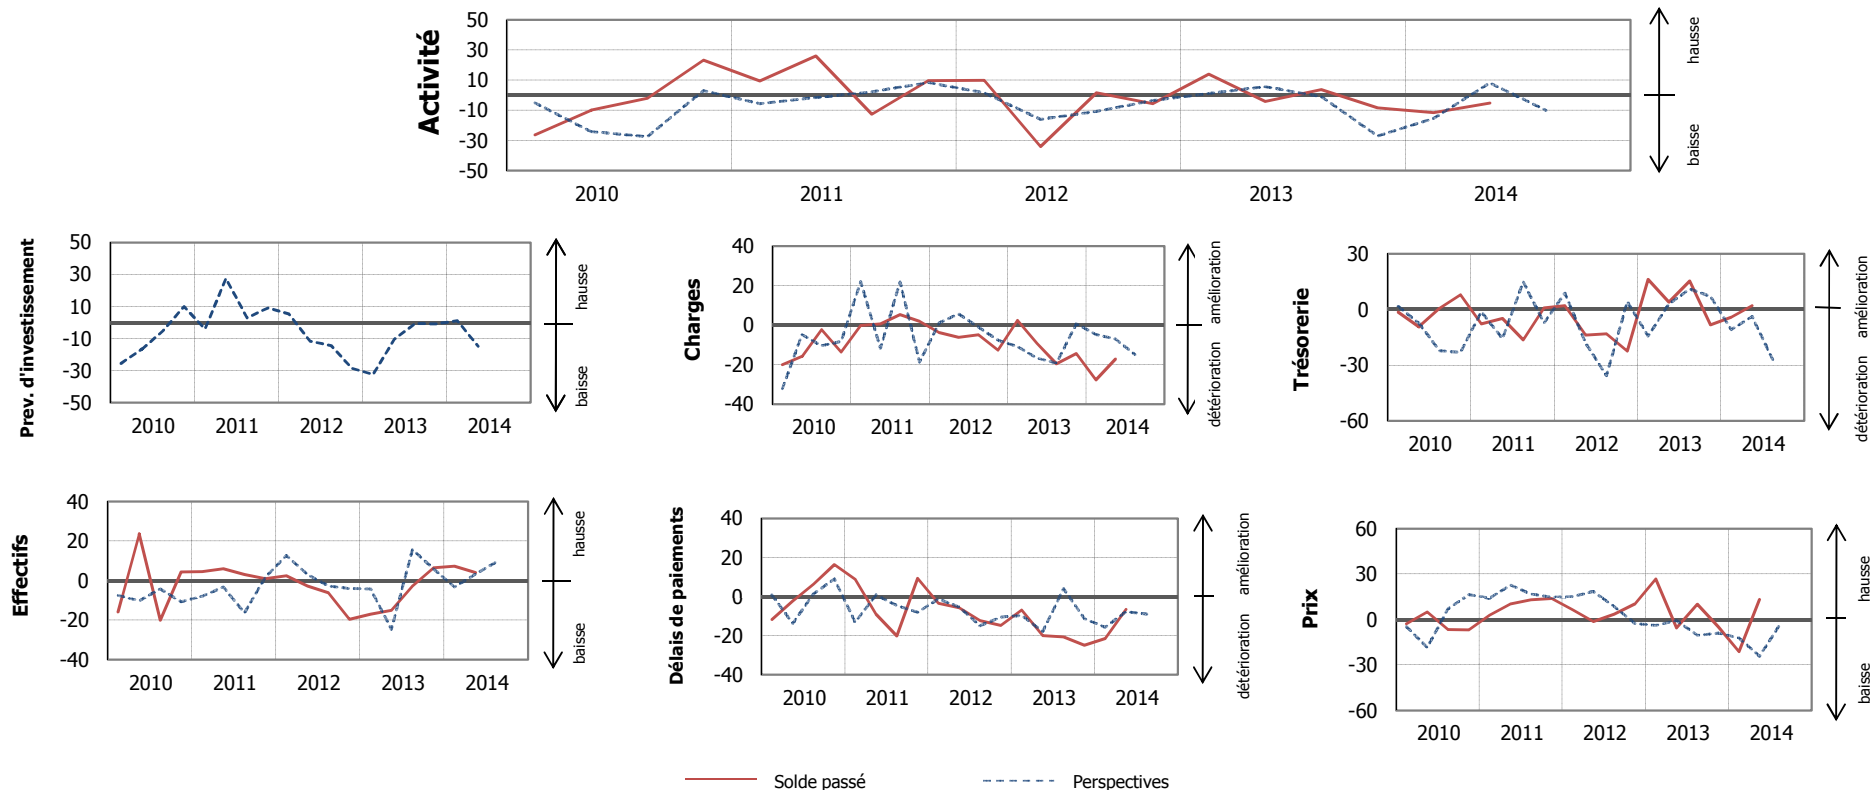 Activité
50
30
10
-10
-30
-50
2010 2011 2012 2013 2014
hausse
baisse
Prev. d'investissement
50
30
10
-10
-30
-50
2010 2011 2012 2013 2014
hausse
baisse
Charges
40
20
0
-20
-40
2010 2011 2012 2013 2014
amélioration
détérioration
Trésorerie
30
0
-30
-60
2010 2011 2012 2013 2014
amélioration
détérioration
Effectifs
40
20
0
-20
-40
2010 2011 2012 2013 2014
hausse
baisse
Délais de paiements
40
20
0
-20
-40
2010 2011 2012 2013 2014
amélioration
détérioration
Prix
60
30
0
-30
-60
2010 2011 2012 2013 2014
hausse
baisse
Solde passé Perspectives